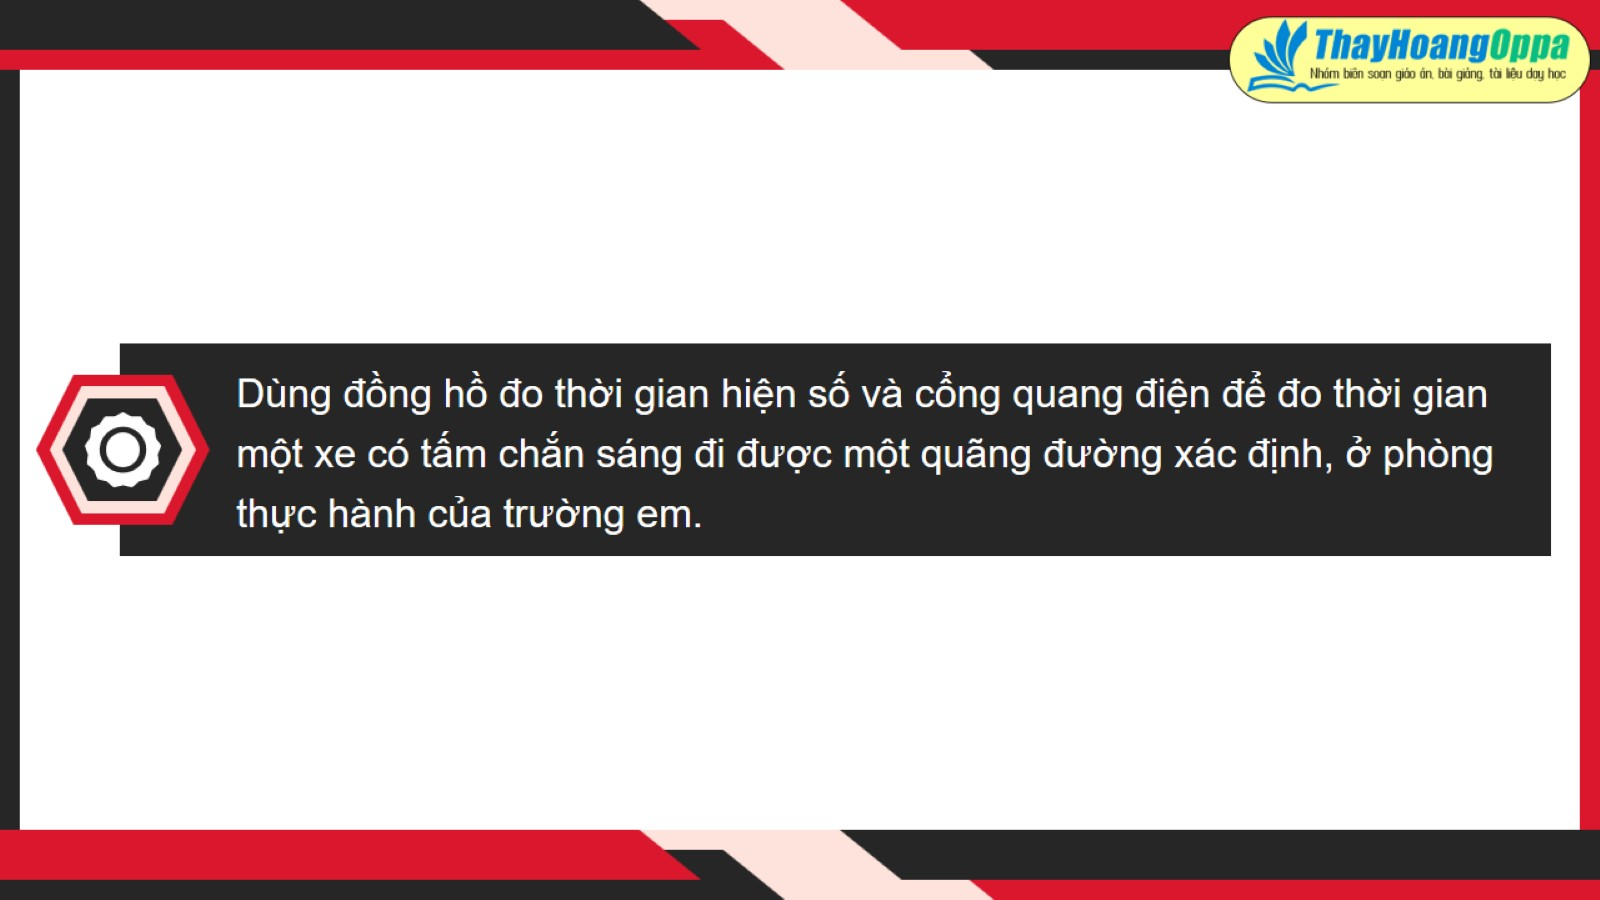 ThayHoangOppa
Nhóm biên soạn giáo án, bài giảng, tài liệu dạy học
Dùng đồng hồ đo thời gian hiện số và cổng quang điện để đo thời gian
một xe có tấm chắn sáng đi được một quãng đường xác định, ở phòng
thực hành của trường em.